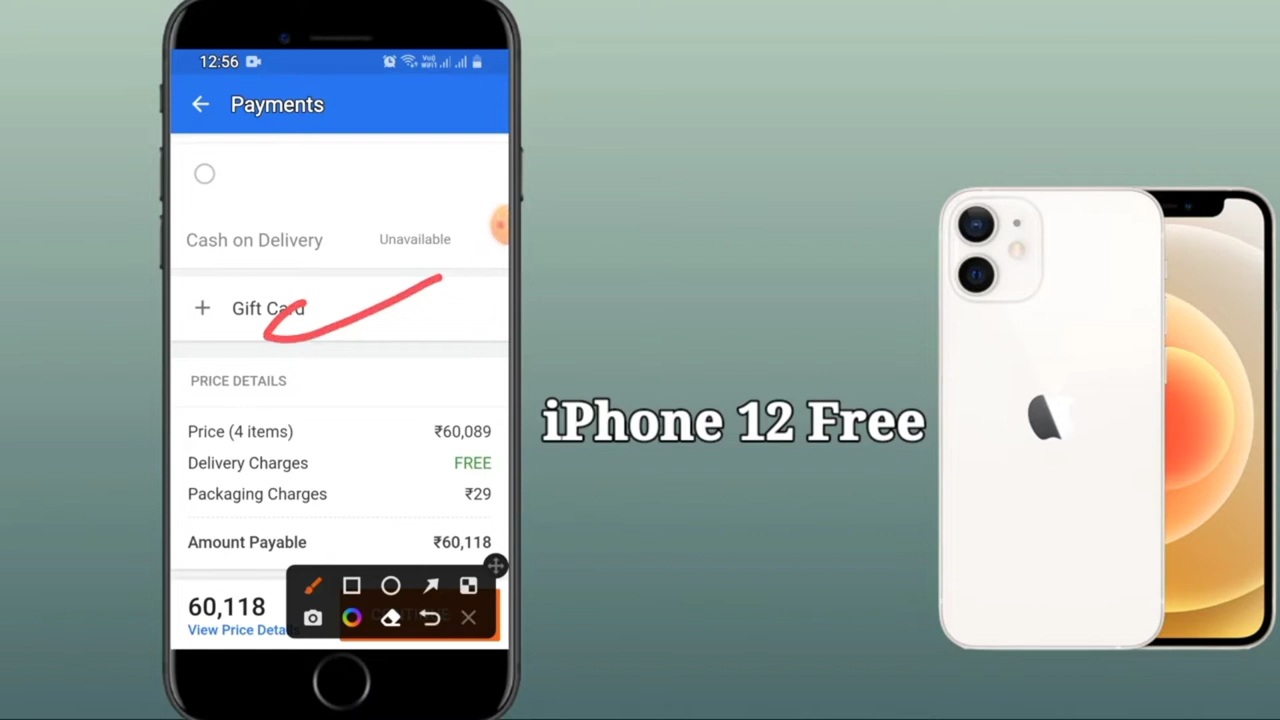 12:56
Payments
Cash on Delivery Unavailable
+ Gift Card
PRICE DETAILS
Price (4 items) ₹60,089
Delivery Charges FREE
Packaging Charges ₹29
Amount Payable ₹60,118
60,118
View Price Details
iPhone 12 Free